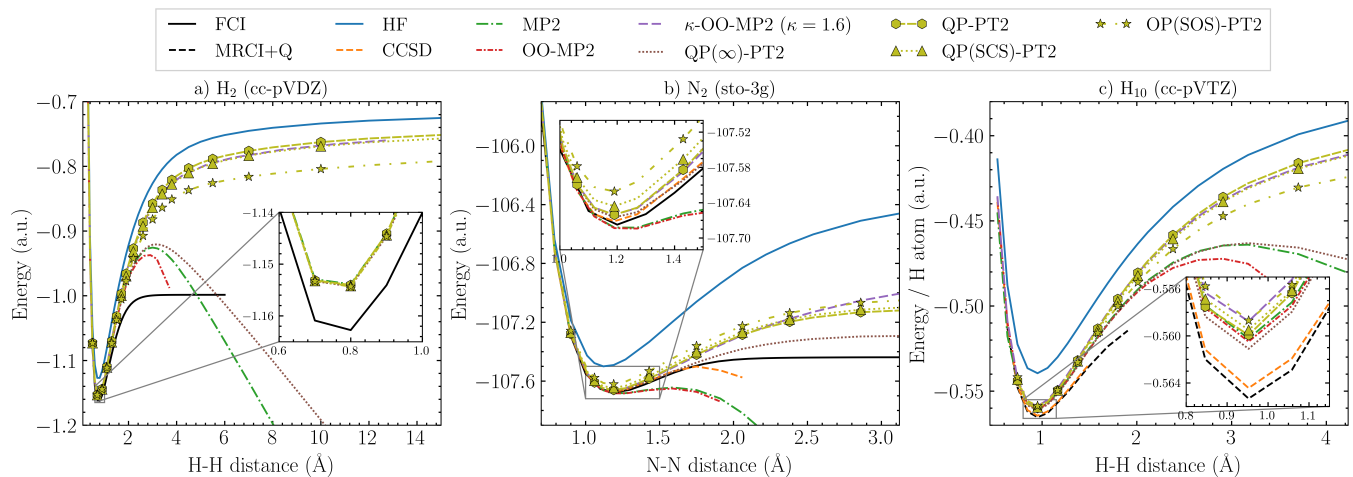 FCI HF MP2 κ-OO-MP2 (κ = 1.6) QP-PT2 OP(SOS)-PT2
MRCI+Q CCSD OO-MP2 QP(∞)-PT2 QP(SCS)-PT2
a) H₂ (cc-pVDZ)
−0.7
−0.8
−0.9
−1.0
−1.1
−1.2
Energy (a.u.)
−1.14
−1.15
−1.16
0.6 0.8 1.0
2 4 6 8 10 12 14
H-H distance (Å)
b) N₂ (sto-3g)
−106.0
−106.4
−106.8
−107.2
−107.6
Energy (a.u.)
−107.52
−107.58
−107.64
−107.70
1.0 1.2 1.4
1.0 1.5 2.0 2.5 3.0
N-N distance (Å)
c) H₁₀ (cc-pVTZ)
−0.40
−0.45
−0.50
−0.55
Energy / H atom (a.u.)
−0.556
−0.560
−0.564
0.8 0.9 1.0 1.1
1 2 3 4
H-H distance (Å)